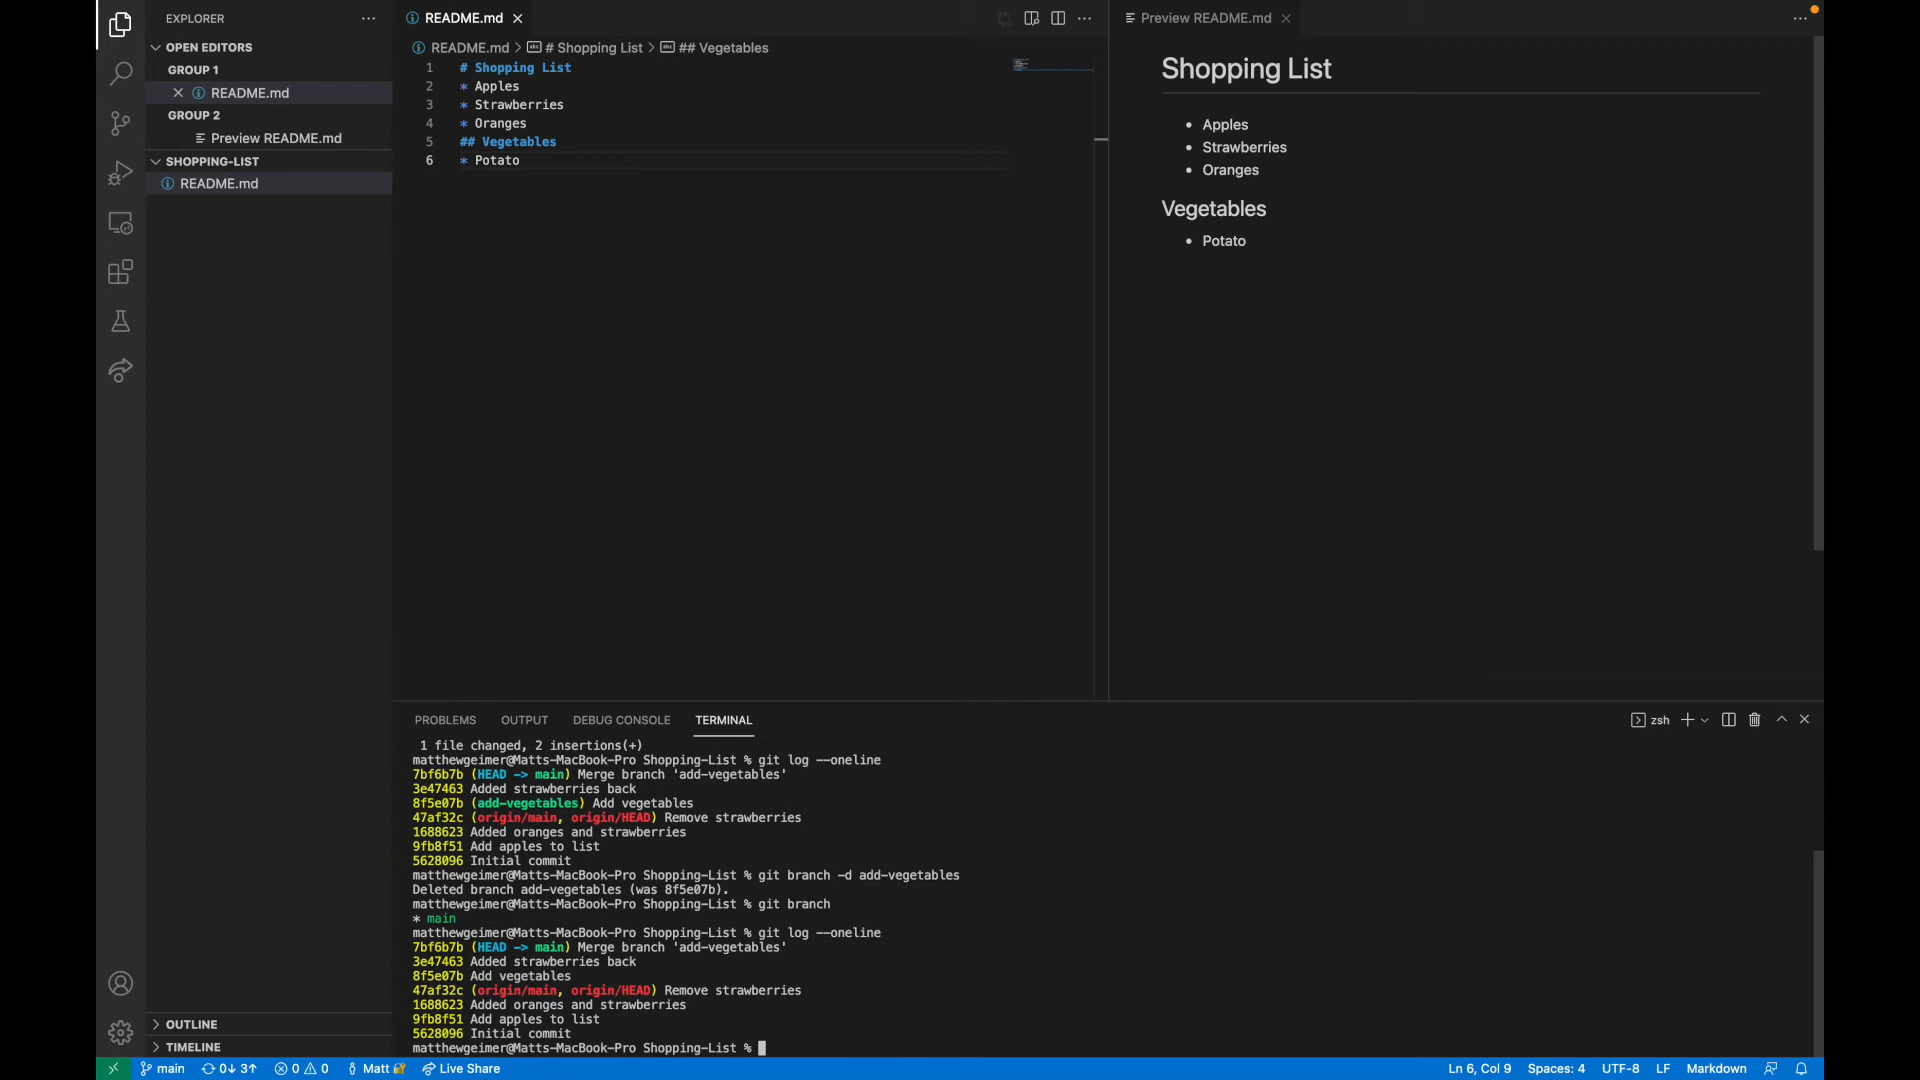 EXPLORER
OPEN EDITORS
GROUP 1
README.md
GROUP 2
Preview README.md
SHOPPING-LIST
README.md
OUTLINE
TIMELINE
README.md
README.md > # Shopping List > ## Vegetables
1 # Shopping List
2 * Apples
3 * Strawberries
4 * Oranges
5 ## Vegetables
6 * Potato
Preview README.md
Shopping List
• Apples
• Strawberries
• Oranges
Vegetables
• Potato
PROBLEMS OUTPUT DEBUG CONSOLE TERMINAL
zsh
1 file changed, 2 insertions(+)
matthewgeimer@Matts-MacBook-Pro Shopping-List % git log --oneline
7bf6b7b (HEAD -> main) Merge branch 'add-vegetables'
3e47463 Added strawberries back
8f5e07b (add-vegetables) Add vegetables
47af32c (origin/main, origin/HEAD) Remove strawberries
1688623 Added oranges and strawberries
9fb8f51 Add apples to list
5628096 Initial commit
matthewgeimer@Matts-MacBook-Pro Shopping-List % git branch -d add-vegetables
Deleted branch add-vegetables (was 8f5e07b).
matthewgeimer@Matts-MacBook-Pro Shopping-List % git branch
* main
matthewgeimer@Matts-MacBook-Pro Shopping-List % git log --oneline
7bf6b7b (HEAD -> main) Merge branch 'add-vegetables'
3e47463 Added strawberries back
8f5e07b Add vegetables
47af32c (origin/main, origin/HEAD) Remove strawberries
1688623 Added oranges and strawberries
9fb8f51 Add apples to list
5628096 Initial commit
matthewgeimer@Matts-MacBook-Pro Shopping-List %
main 0↓ 3↑ 0 0 Matt Live Share Ln 6, Col 9 Spaces: 4 UTF-8 LF Markdown